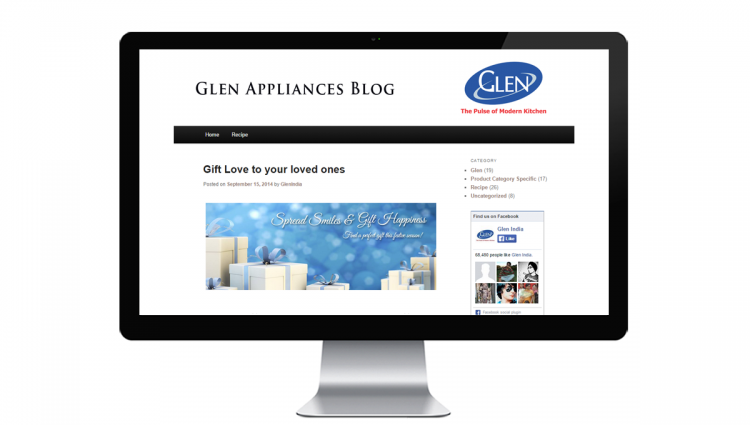 GLEN APPLIANCES BLOG
GLEN
The Pulse of Modern Kitchen
Home Recipe
Gift Love to your loved ones
Posted on September 15, 2014 by GlenIndia
Spread Smiles & Gift Happiness
Find a perfect gift this festive season!
CATEGORY
Glen (19)
Product Category Specific (17)
Recipe (26)
Uncategorized (8)
Find us on Facebook
Glen India
Like
people like Glen India.
Facebook social plugin